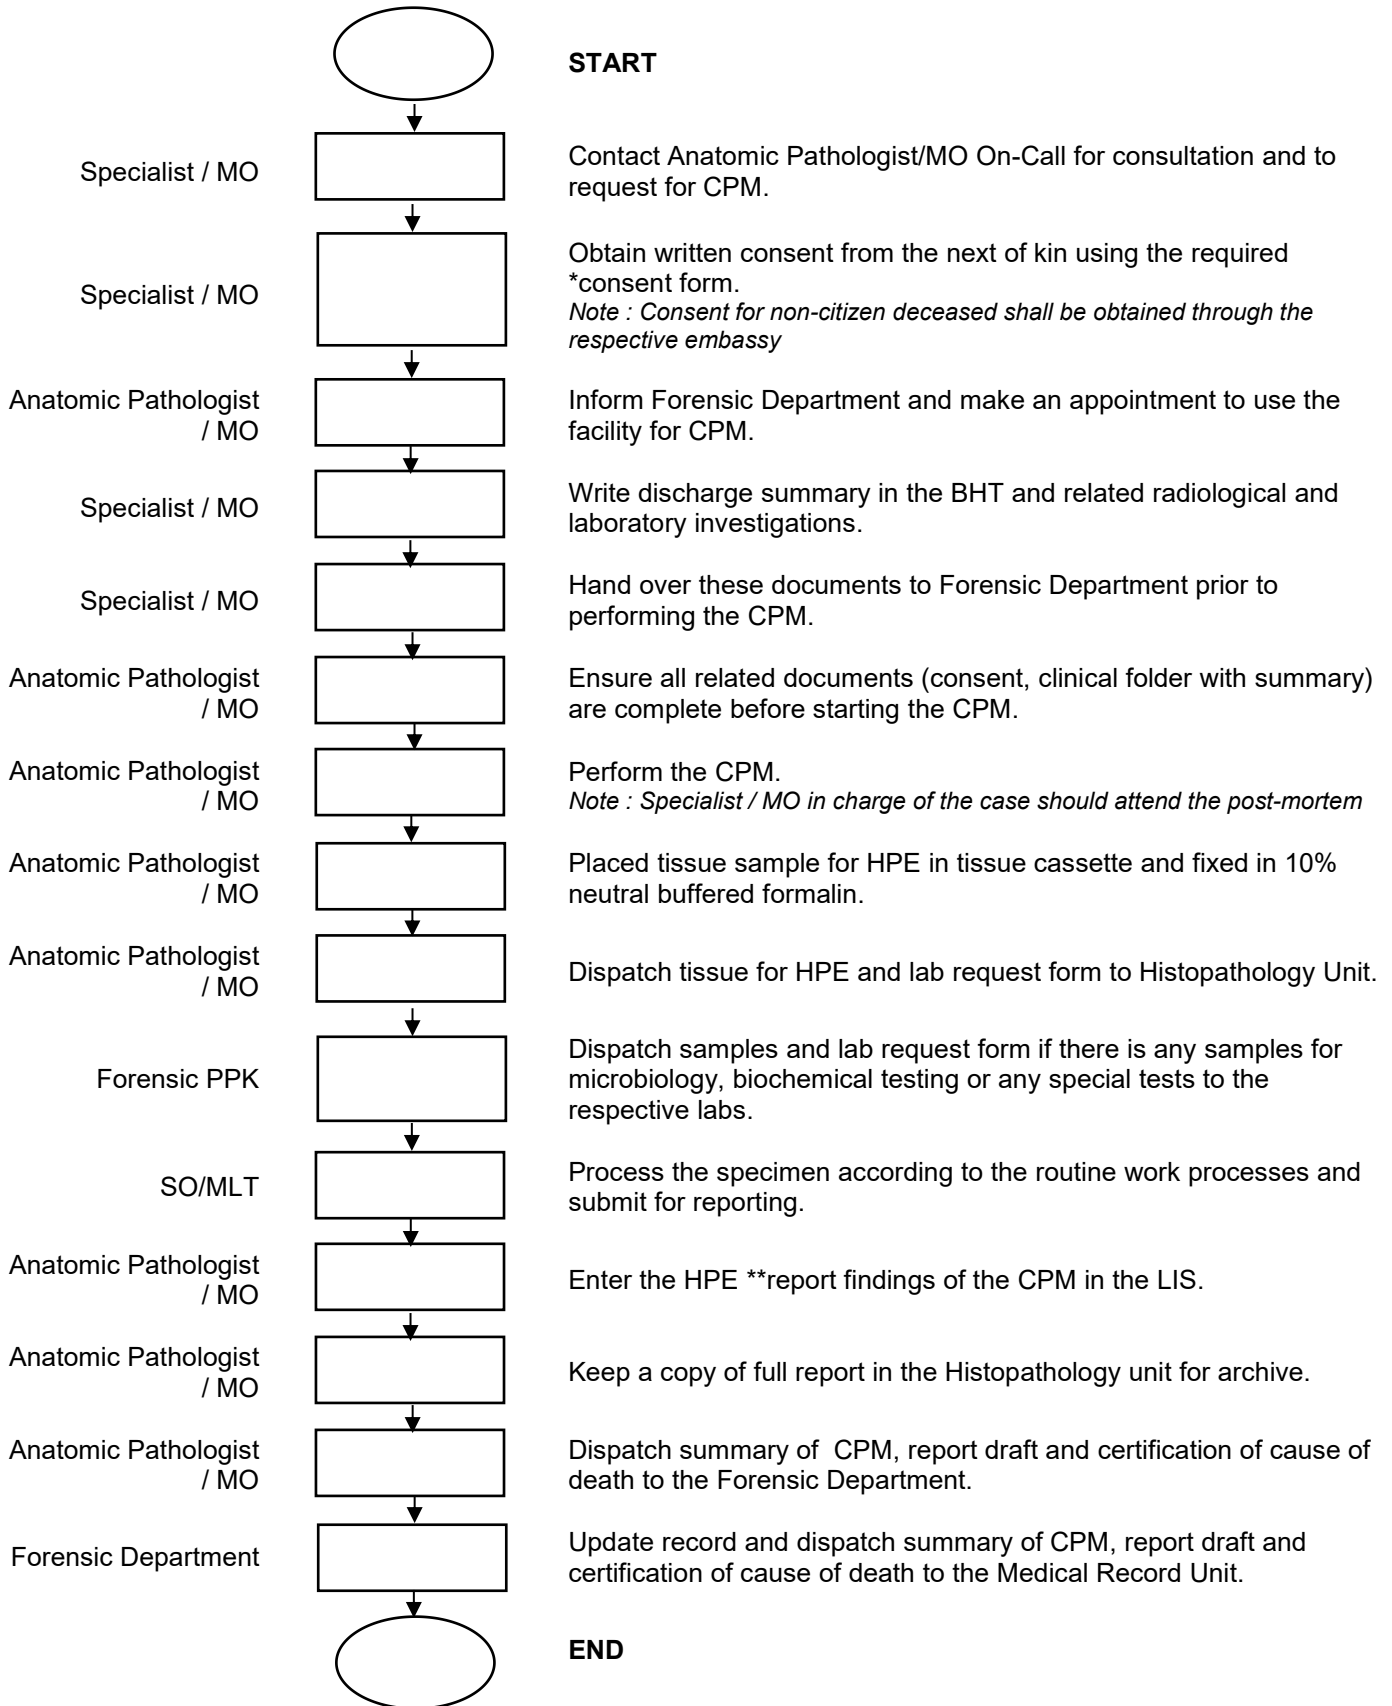 START
Specialist / MO
Contact Anatomic Pathologist/MO On-Call for consultation and to
request for CPM.
Specialist / MO
Obtain written consent from the next of kin using the required
*consent form.
Note : Consent for non-citizen deceased shall be obtained through the
respective embassy
Anatomic Pathologist
/ MO
Inform Forensic Department and make an appointment to use the
facility for CPM.
Specialist / MO
Write discharge summary in the BHT and related radiological and
laboratory investigations.
Specialist / MO
Hand over these documents to Forensic Department prior to
performing the CPM.
Anatomic Pathologist
/ MO
Ensure all related documents (consent, clinical folder with summary)
are complete before starting the CPM.
Anatomic Pathologist
/ MO
Perform the CPM.
Note : Specialist / MO in charge of the case should attend the post-mortem
Anatomic Pathologist
/ MO
Placed tissue sample for HPE in tissue cassette and fixed in 10%
neutral buffered formalin.
Anatomic Pathologist
/ MO
Dispatch tissue for HPE and lab request form to Histopathology Unit.
Forensic PPK
Dispatch samples and lab request form if there is any samples for
microbiology, biochemical testing or any special tests to the
respective labs.
SO/MLT
Process the specimen according to the routine work processes and
submit for reporting.
Anatomic Pathologist
/ MO
Enter the HPE **report findings of the CPM in the LIS.
Anatomic Pathologist
/ MO
Keep a copy of full report in the Histopathology unit for archive.
Anatomic Pathologist
/ MO
Dispatch summary of  CPM, report draft and certification of cause of
death to the Forensic Department.
Forensic Department
Update record and dispatch summary of CPM, report draft and
certification of cause of death to the Medical Record Unit.
END